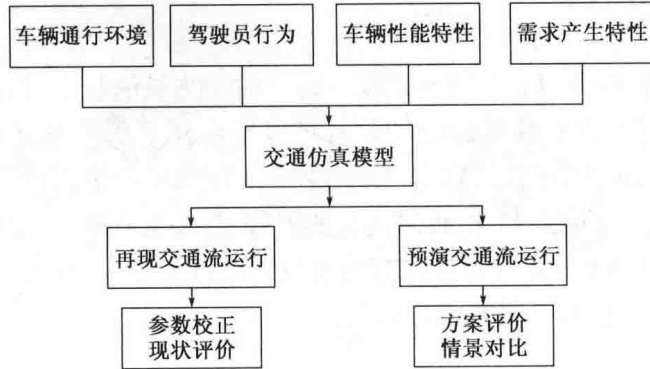 车辆通行环境
驾驶员行为
车辆性能特性
需求产生特性
交通仿真模型
再现交通流运行
预演交通流运行
参数校正
现状评价
方案评价
情景对比